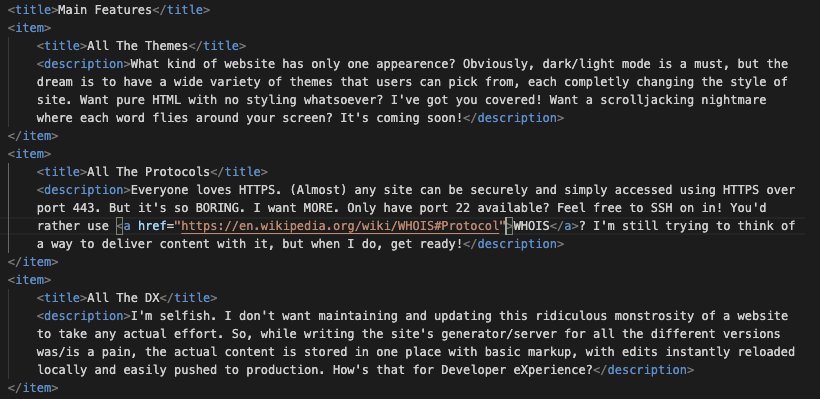 <title>Main Features</title>
<item>
<title>All The Themes</title>
<description>What kind of website has only one appearence? Obviously, dark/light mode is a must, but the
dream is to have a wide variety of themes that users can pick from, each completly changing the style of
site. Want pure HTML with no styling whatsoever? I've got you covered! Want a scrolljacking nightmare
where each word flies around your screen? It's coming soon!</description>
</item>
<item>
<title>All The Protocols</title>
<description>Everyone loves HTTPS. (Almost) any site can be securely and simply accessed using HTTPS over
port 443. But it's so BORING. I want MORE. Only have port 22 available? Feel free to SSH on in! You'd
rather use <a href="https://en.wikipedia.org/wiki/WHOIS#Protocol">WHOIS</a>? I'm still trying to think of
a way to deliver content with it, but when I do, get ready!</description>
</item>
<item>
<title>All The DX</title>
<description>I'm selfish. I don't want maintaining and updating this ridiculous monstrosity of a website
to take any actual effort. So, while writing the site's generator/server for all the different versions
was/is a pain, the actual content is stored in one place with basic markup, with edits instantly reloaded
locally and easily pushed to production. How's that for Developer eXperience?</description>
</item>